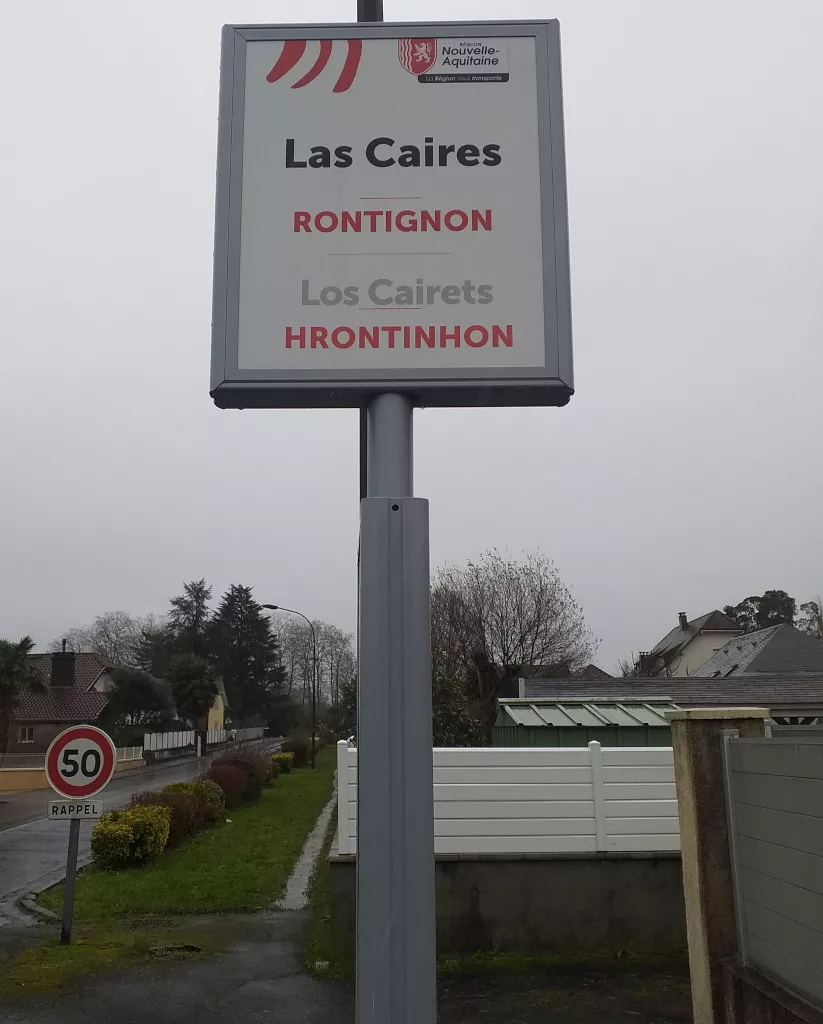 RÉGION
Nouvelle-
Aquitaine
La Région vous transporte
Las Caires
RONTIGNON
Los Cairets
HRONTINHON
50
RAPPEL